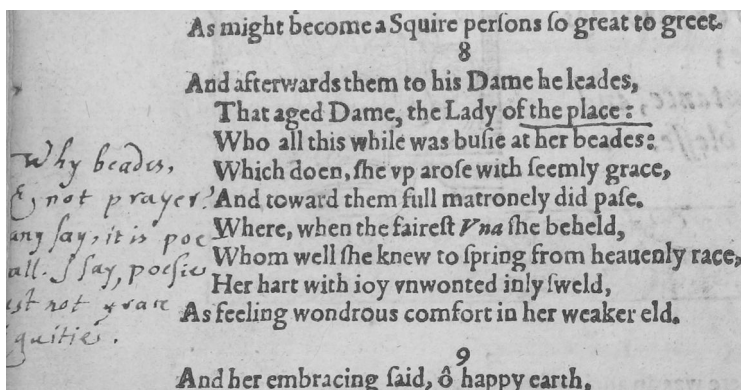 As might become a Squire perſons ſo great to greet.
8
And afterwards them to his Dame he leades,
That aged Dame, the Lady of the place:
Who all this while was buſie at her beades:
Which doen, ſhe vp aroſe with ſeemly grace,
And toward them full matronely did paſe.
Where, when the faireſt Vna ſhe beheld,
Whom well ſhe knew to ſpring from heauenly race,
Her hart with ioy vnwonted inly ſweld,
As feeling wondrous comfort in her weaker eld.
9
And her embracing ſaid, ô happy earth,
Why beades,
& not prayer?
any ſay, it is poe
all. I ſay, poeſie
not
quities.